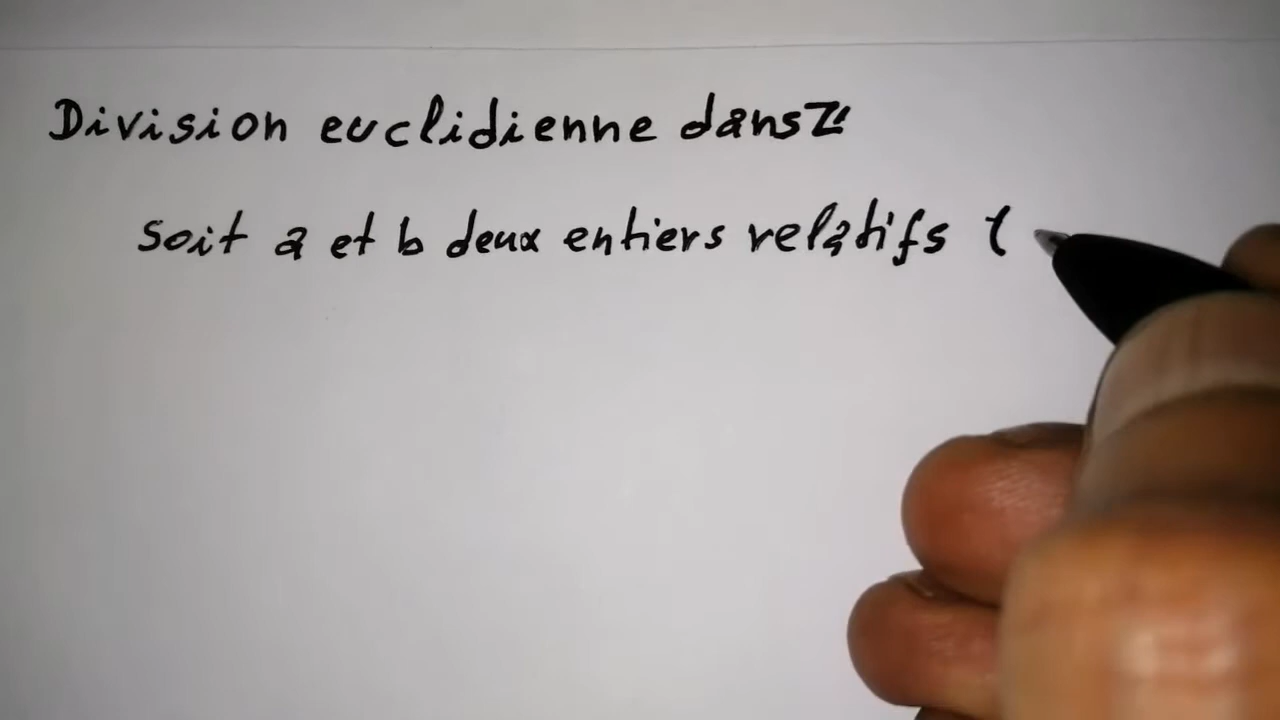 Division euclidienne dans ℤ
Soit a et b deux entiers relatifs (